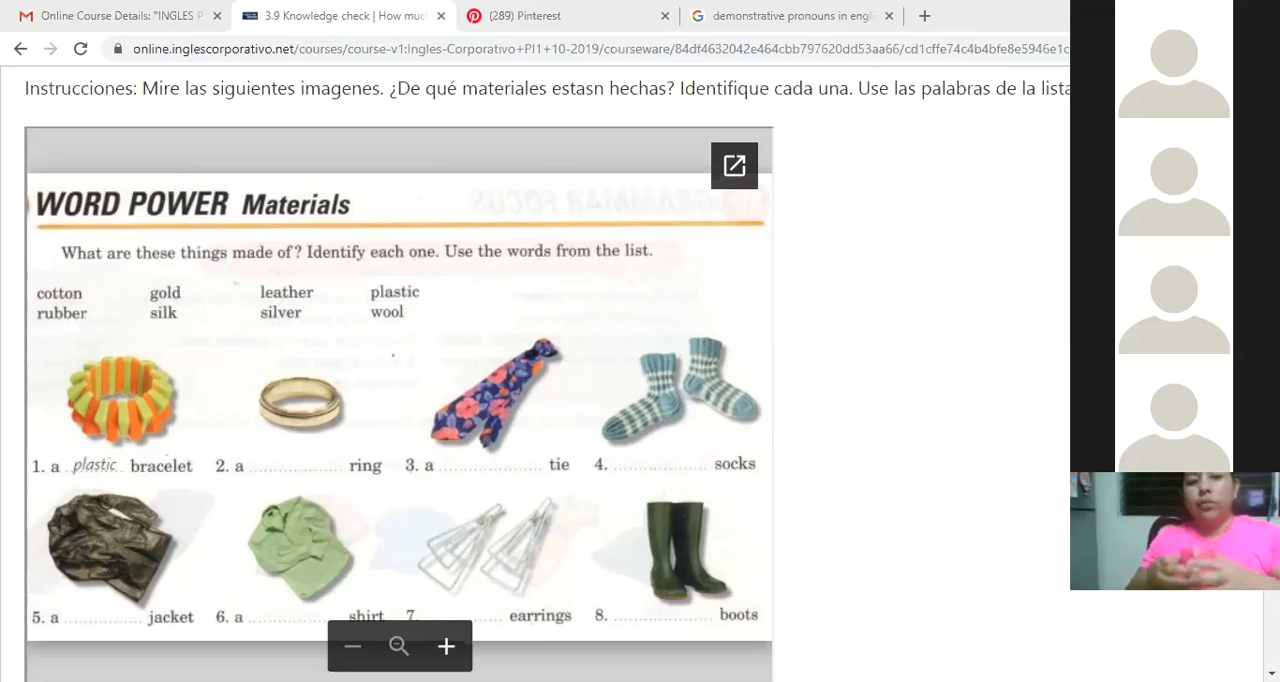 Online Course Details: "INGLES P
3.9 Knowledge check | How muc
(289) Pinterest
demonstrative pronouns in engli
online.inglescorporativo.net/courses/course-v1:Ingles-Corporativo+PI1+10-2019/courseware/84df4632042e464cbb797620dd53aa66/cd1cffe74c4b4bfe8e5946e1c
Instrucciones: Mire las siguientes imagenes. ¿De qué materiales estasn hechas? Identifique cada una. Use las palabras de la lista
WORD POWER Materials
What are these things made of? Identify each one. Use the words from the list.
cotton gold leather plastic
rubber silk silver wool
1. a plastic bracelet 2. a ............... ring 3. a ............... tie 4. ............... socks
5. a ............... jacket 6. a ............... shirt 7. ............... earrings 8. ............... boots